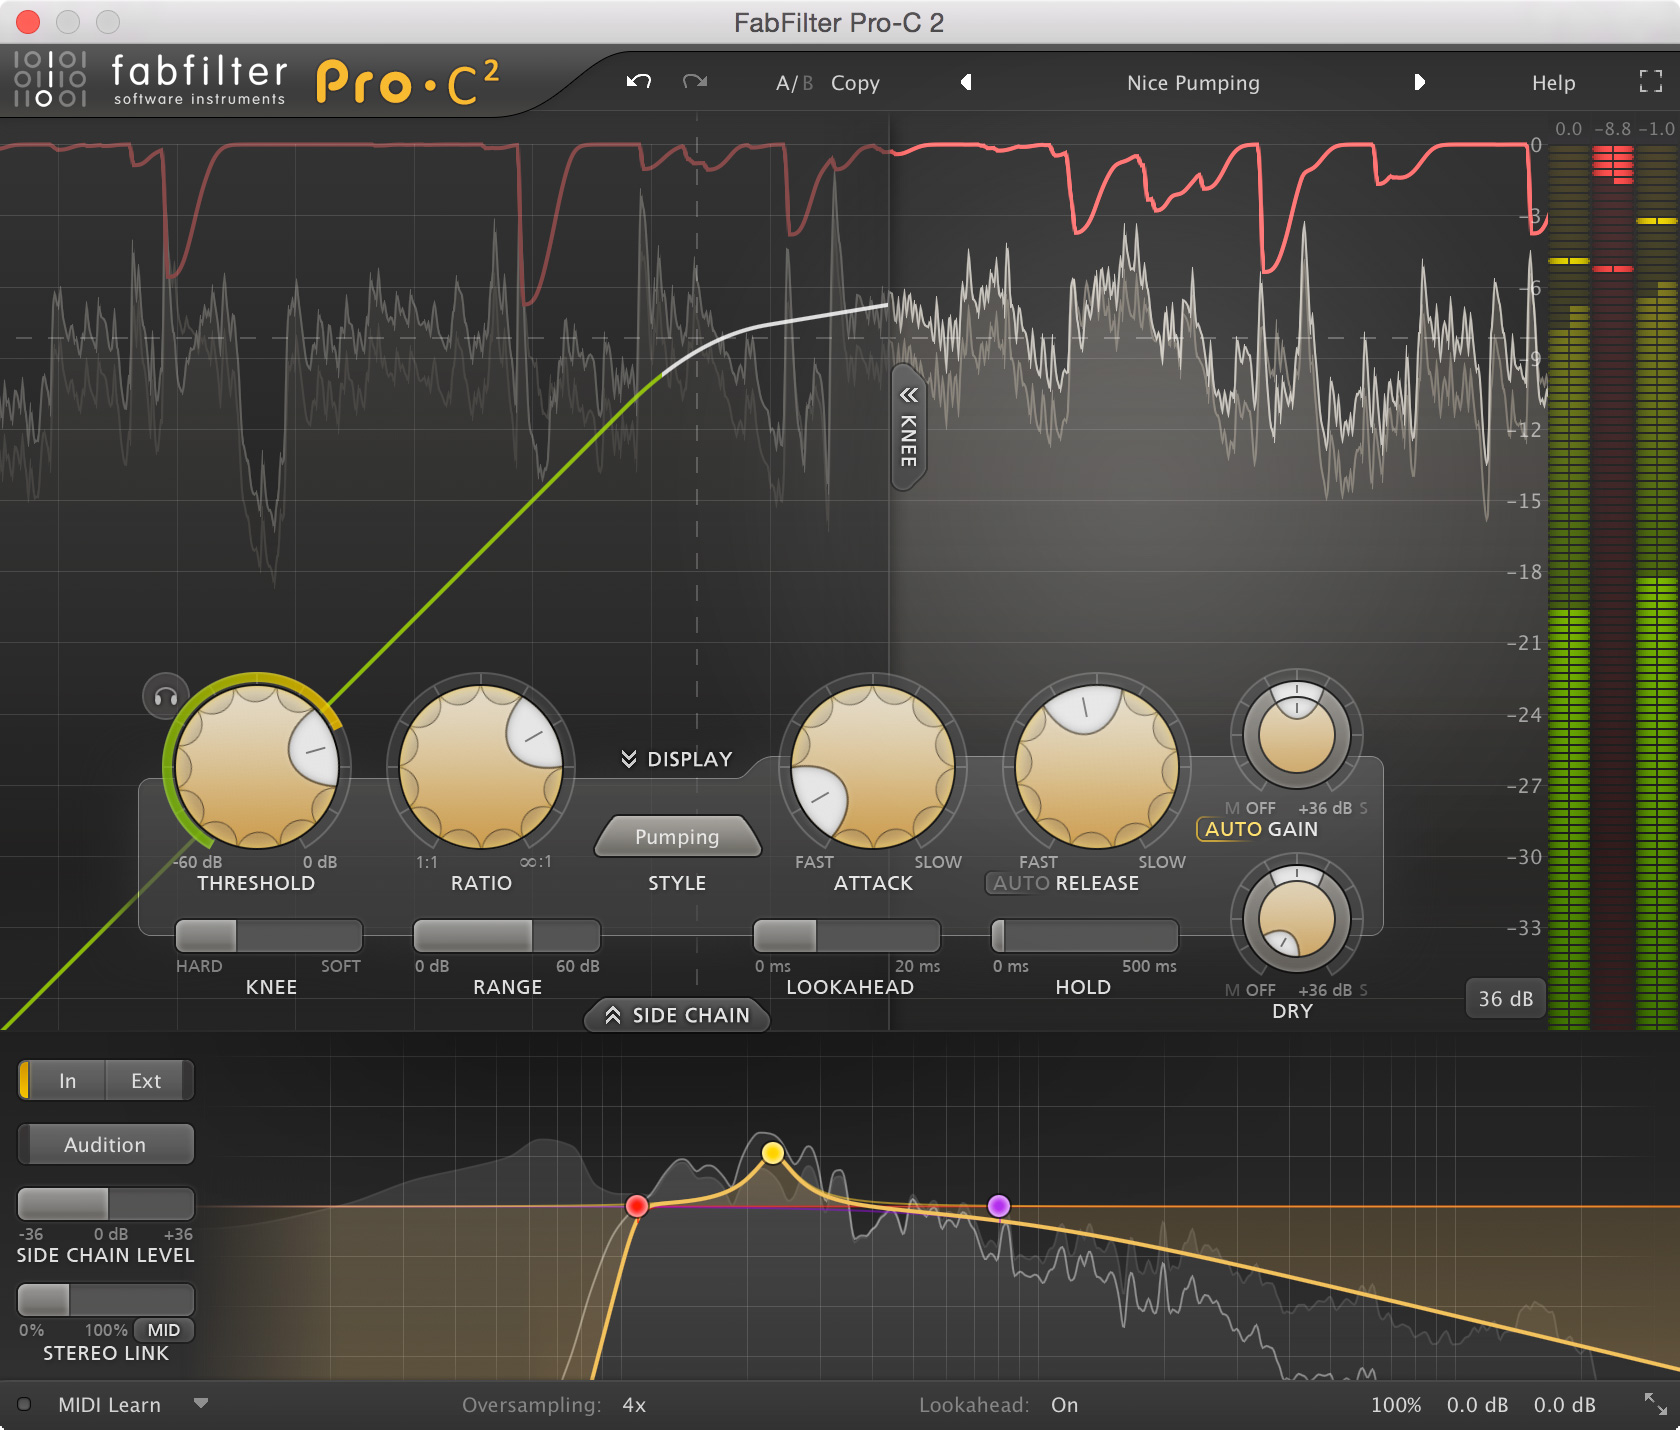 FabFilter Pro-C 2
fabfilter
software instruments
Pro·C²
A/B Copy
Nice Pumping
Help
0.0 -8.8 -1.0
0
-3
-6
-9
-12
-15
-18
-21
-24
-27
-30
-33
KNEE
DISPLAY
-60 dB 0 dB
THRESHOLD
1:1 ∞:1
RATIO
Pumping
STYLE
FAST SLOW
ATTACK
FAST SLOW
AUTO RELEASE
M OFF +36 dB S
AUTO GAIN
HARD SOFT
KNEE
0 dB 60 dB
RANGE
0 ms 20 ms
LOOKAHEAD
0 ms 500 ms
HOLD
M OFF +36 dB S
DRY
36 dB
SIDE CHAIN
In Ext
Audition
-36 0 dB +36
SIDE CHAIN LEVEL
0% 100% MID
STEREO LINK
MIDI Learn
Oversampling: 4x
Lookahead: On
100% 0.0 dB 0.0 dB